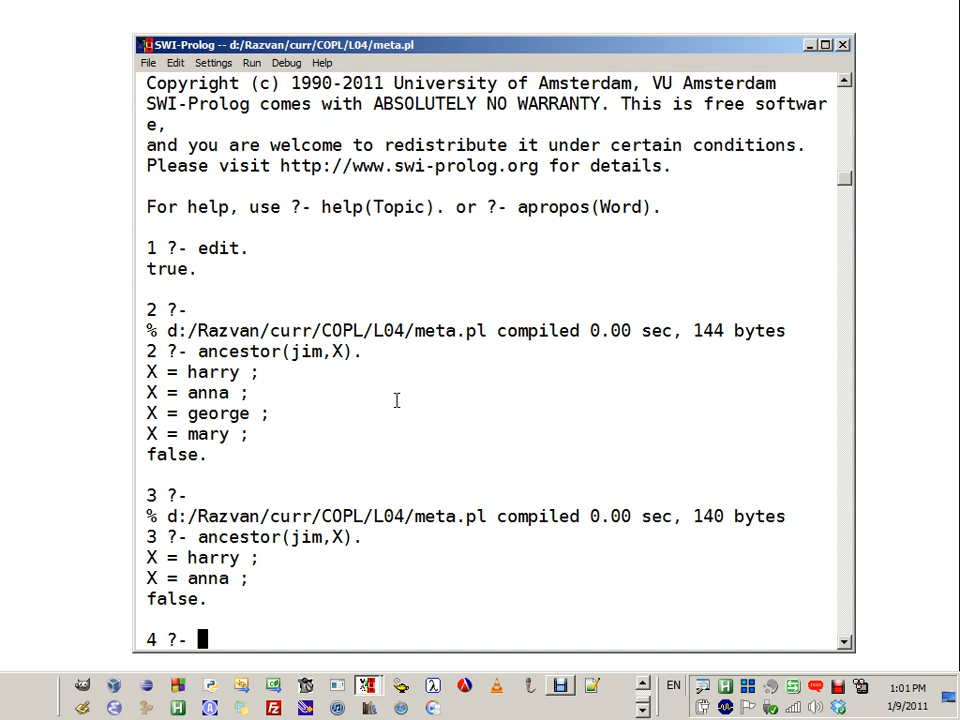 SWI-Prolog -- d:/Razvan/curr/COPL/L04/meta.pl
File Edit Settings Run Debug Help
Copyright (c) 1990-2011 University of Amsterdam, VU Amsterdam
SWI-Prolog comes with ABSOLUTELY NO WARRANTY. This is free softwar
e,
and you are welcome to redistribute it under certain conditions.
Please visit http://www.swi-prolog.org for details.
For help, use ?- help(Topic). or ?- apropos(Word).
1 ?- edit.
true.
2 ?-
% d:/Razvan/curr/COPL/L04/meta.pl compiled 0.00 sec, 144 bytes
2 ?- ancestor(jim,X).
X = harry ;
X = anna ;
X = george ;
X = mary ;
false.
3 ?-
% d:/Razvan/curr/COPL/L04/meta.pl compiled 0.00 sec, 140 bytes
3 ?- ancestor(jim,X).
X = harry ;
X = anna ;
false.
4 ?-
EN
1:01 PM
1/9/2011